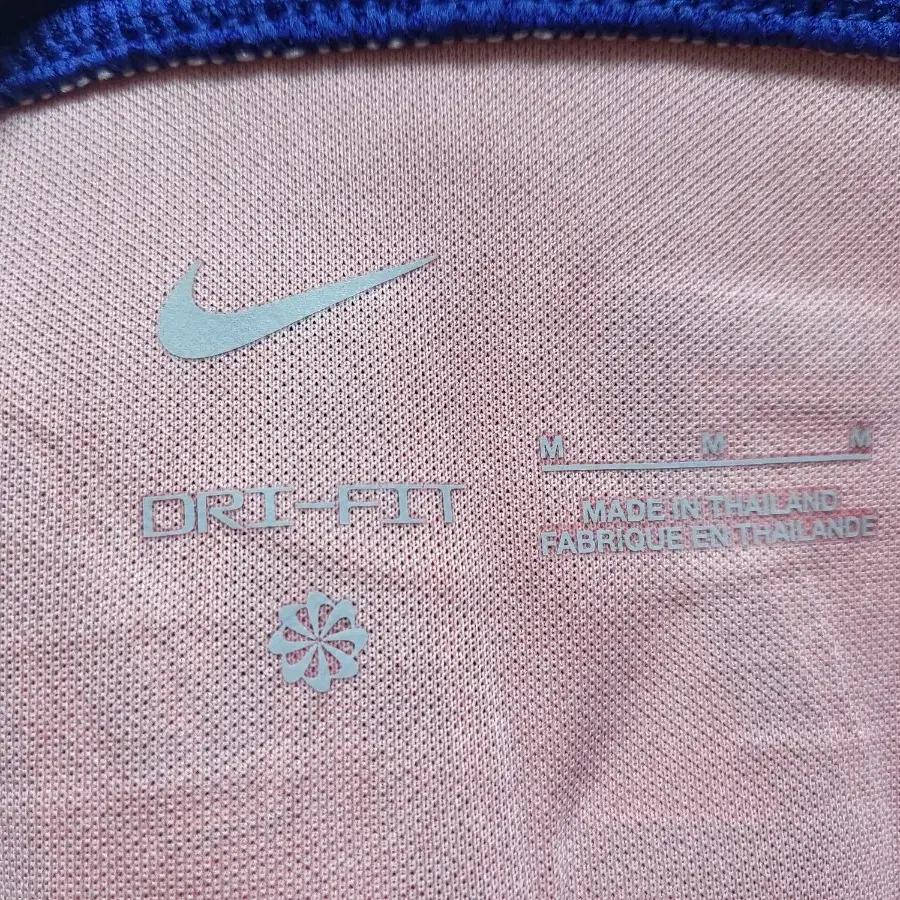 DRI-FIT
M M M
MADE IN THAILAND
FABRIQUE EN THAILANDE